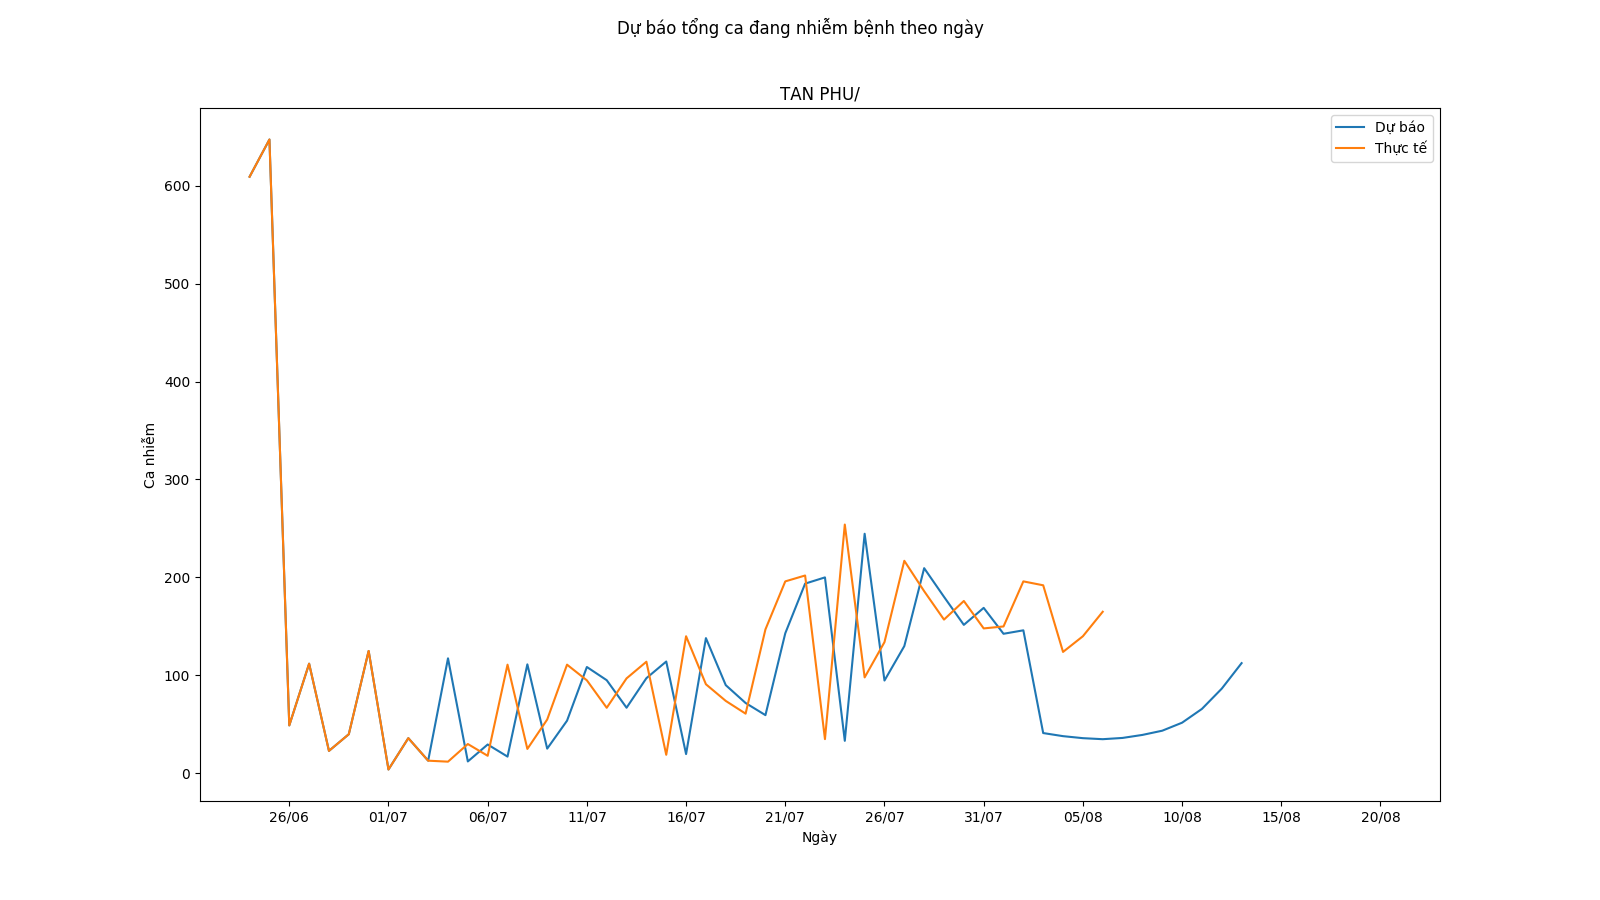 Dự báo tổng ca đang nhiễm bệnh theo ngày
TAN PHU/
Dự báo
Thực tế
600
500
400
300
200
100
0
Ca nhiễm
26/06 01/07 06/07 11/07 16/07 21/07 26/07 31/07 05/08 10/08 15/08 20/08
Ngày